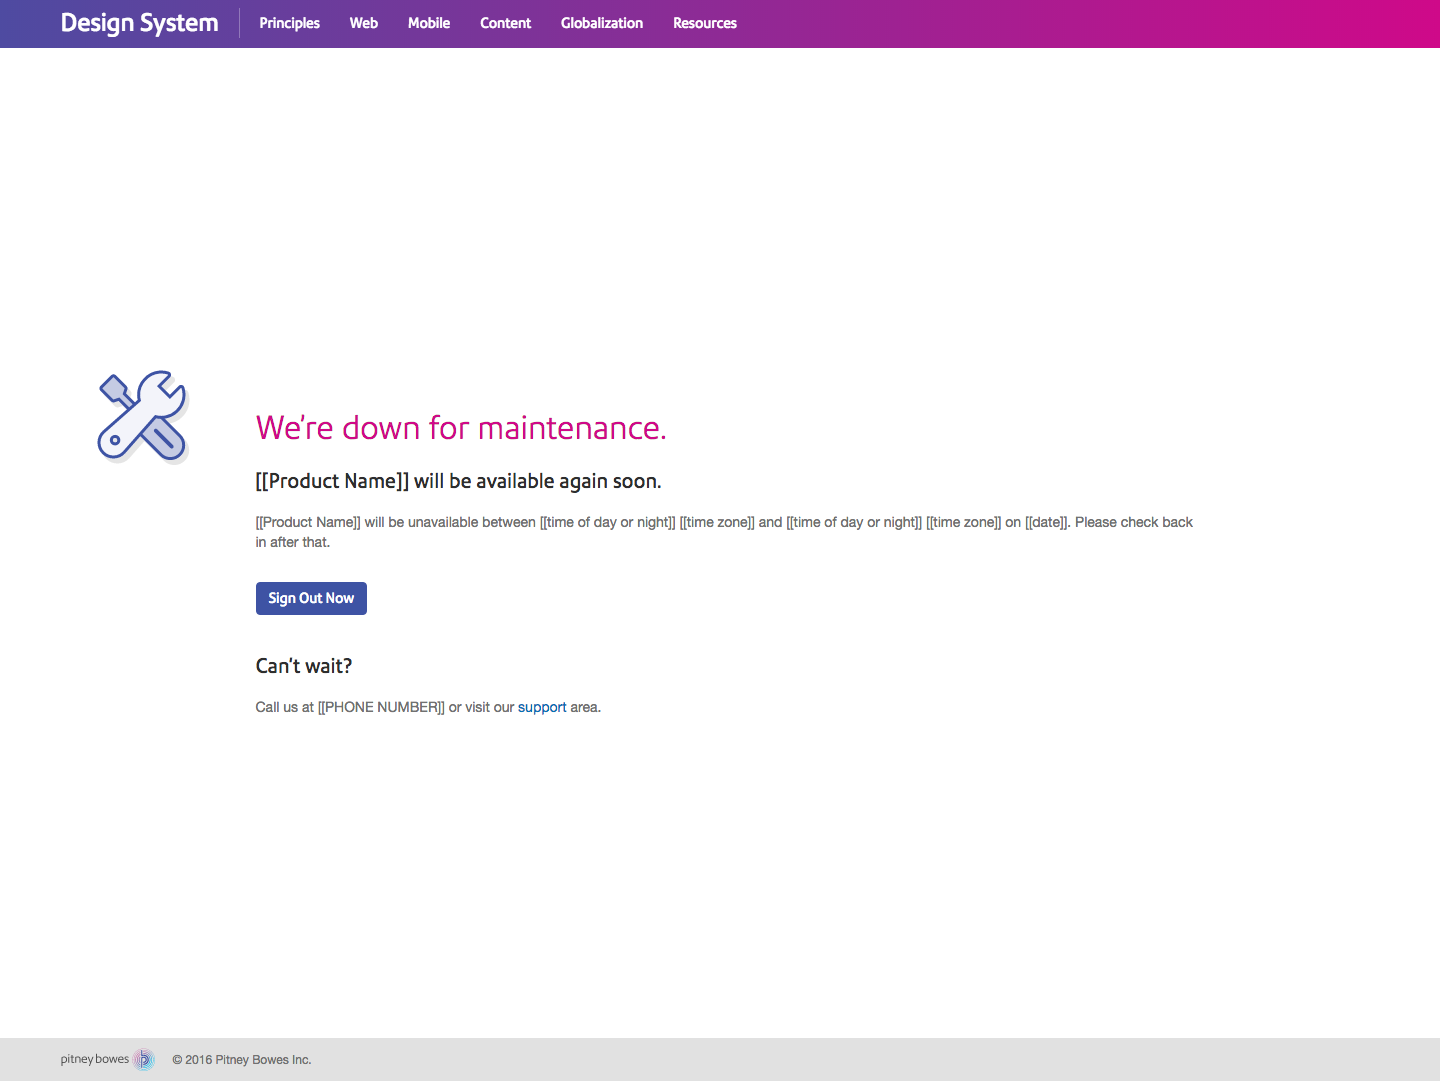 Design System
Principles Web Mobile Content Globalization Resources
We're down for maintenance.
[[Product Name]] will be available again soon.
[[Product Name]] will be unavailable between [[time of day or night]] [[time zone]] and [[time of day or night]] [[time zone]] on [[date]]. Please check back
in after that.
Sign Out Now
Can't wait?
Call us at [[PHONE NUMBER]] or visit our support area.
pitney bowes © 2016 Pitney Bowes Inc.